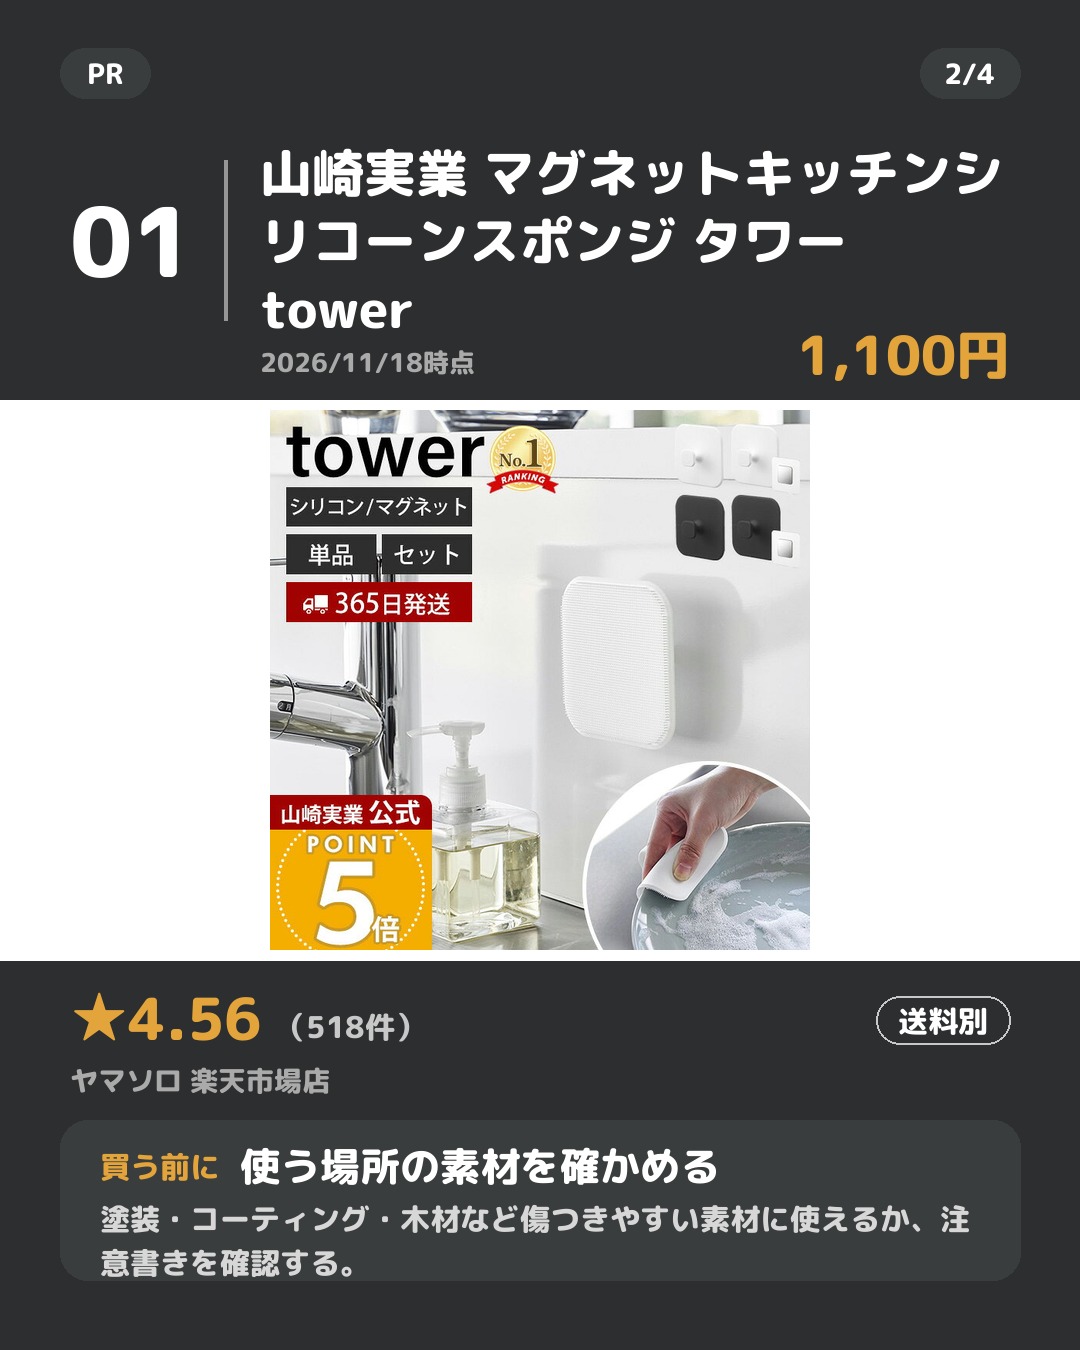 PR
2/4
01
山崎実業 マグネットキッチンシ
リコーンスポンジ タワー
tower
2026/11/18時点
1,100円
tower
No.1
RANKING
シリコン/マグネット
単品
セット
365日発送
山崎実業 公式
POINT
5倍
★4.56 (518件)
送料別
ヤマソロ 楽天市場店
買う前に 使う場所の素材を確かめる
塗装・コーティング・木材など傷つきやすい素材に使えるか、注
意書きを確認する。